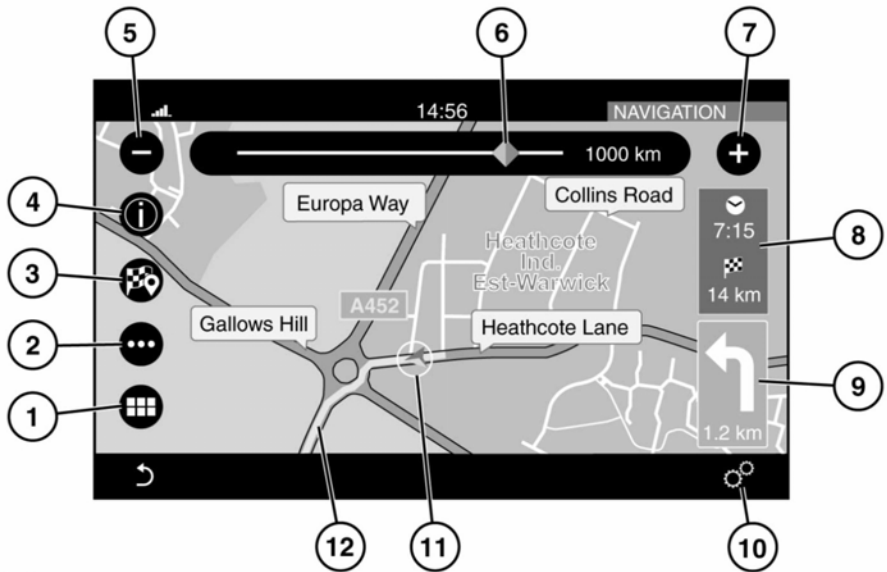 5
6
7
14:56
NAVIGATION
1000 km
4
Europa Way
Collins Road
8
7:15
Heathcote
Ind.
Est-Warwick
3
14 km
A452
Gallows Hill
Heathcote Lane
2
9
1
1.2 km
12
11
10